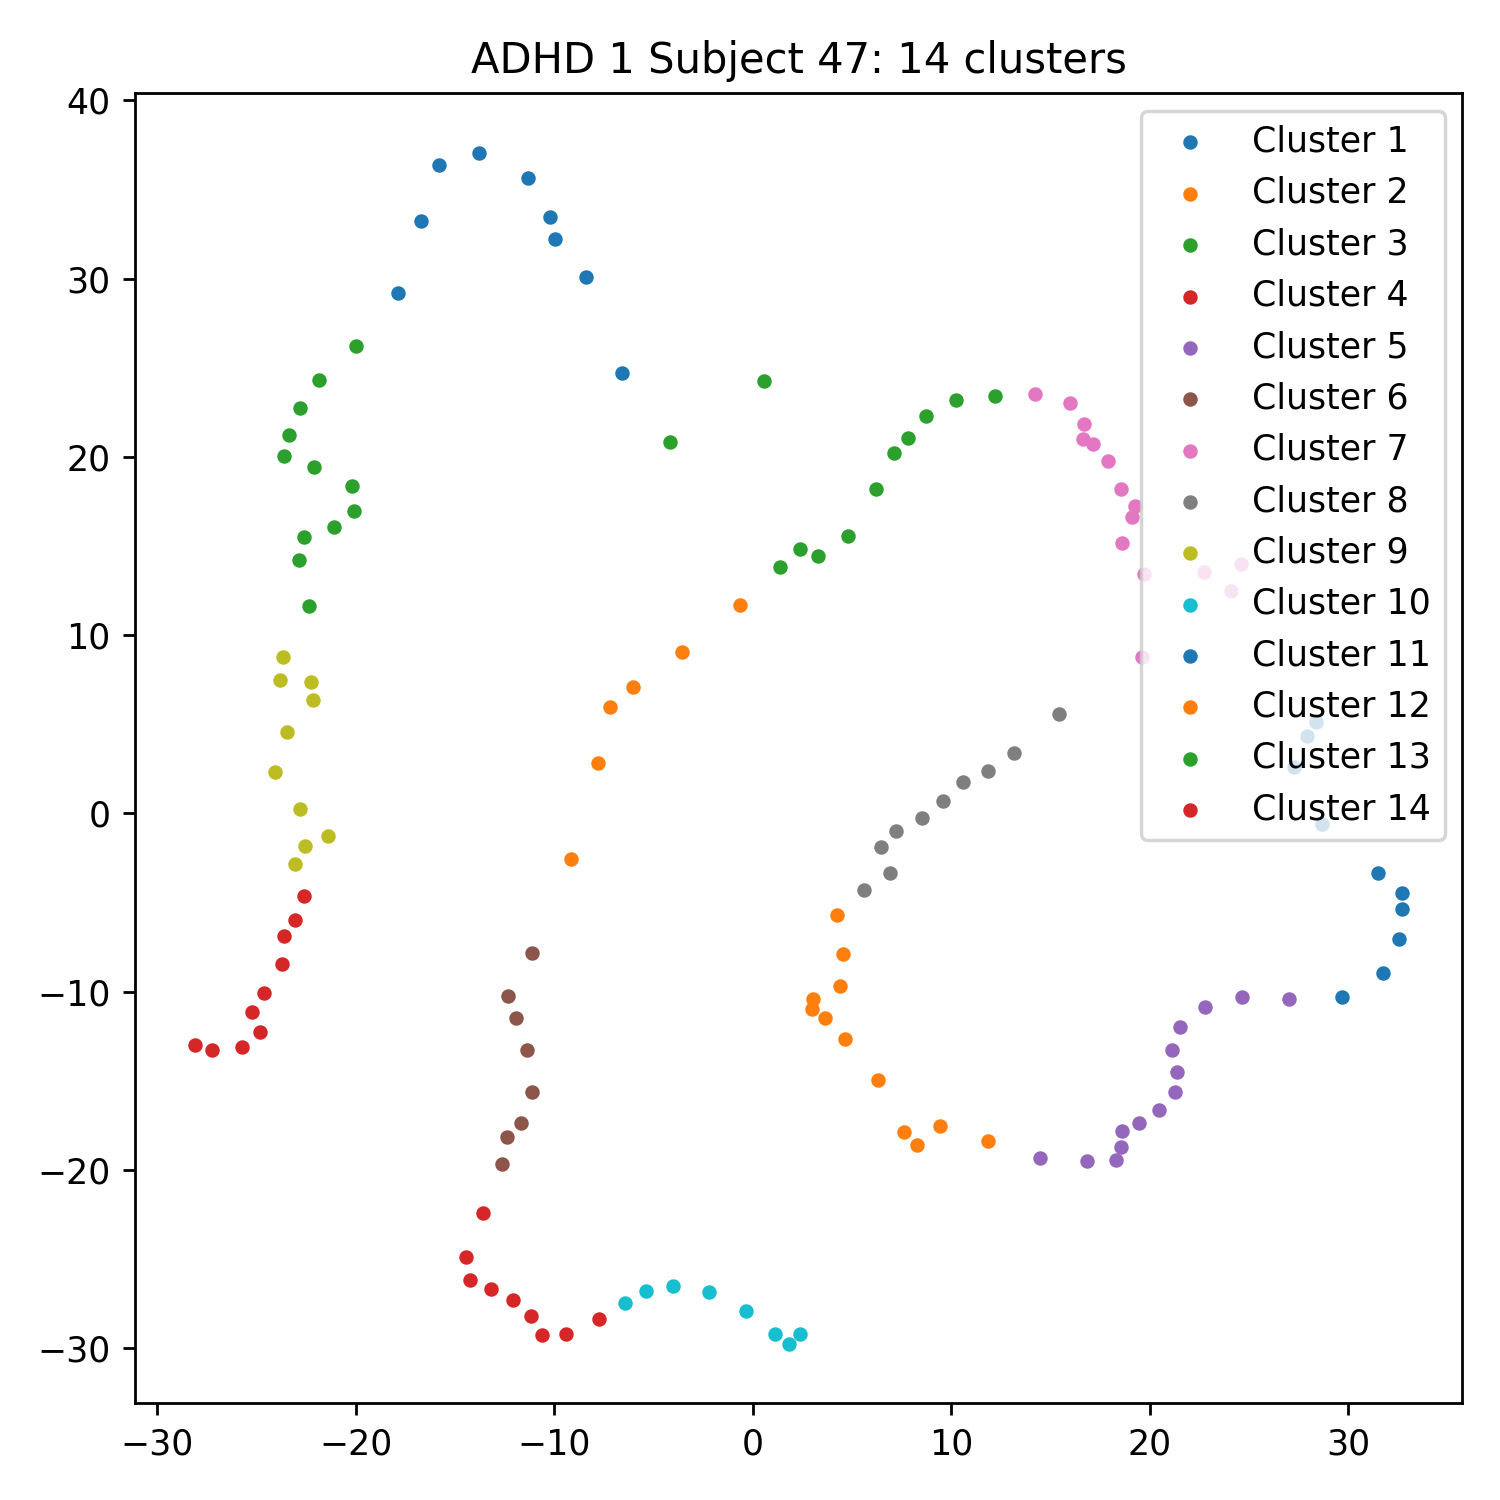 ADHD 1 Subject 47: 14 clusters
40
30
20
10
0
−10
−20
−30
−30
−20
−10
0
10
20
30
Cluster 1
Cluster 2
Cluster 3
Cluster 4
Cluster 5
Cluster 6
Cluster 7
Cluster 8
Cluster 9
Cluster 10
Cluster 11
Cluster 12
Cluster 13
Cluster 14